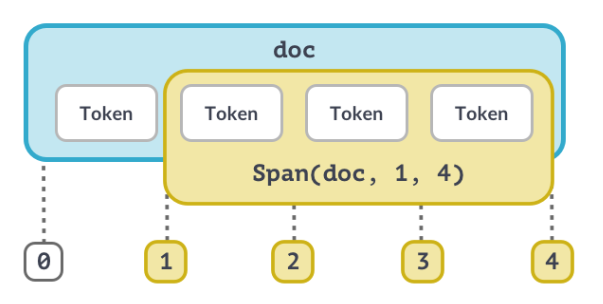 doc
Token Token Token Token
Span(doc, 1, 4)
0 1 2 3 4